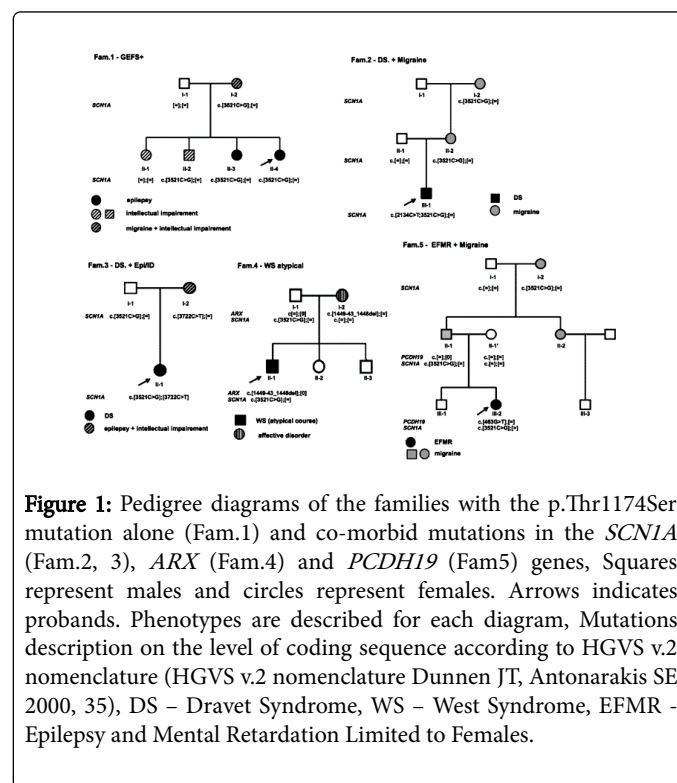 Fam.1 - GEFS+
I-1 I-2
SCN1A [=];[=] c.[3521C>G];[=]
II-1 II-2 II-3 II-4
SCN1A [=];[=] c.[3521C>G];[=] c.[3521C>G];[=] c.[3521C>G];[=]
epilepsy
intellectual impairement
migraine + intellectual impairement
Fam.2 - DS. + Migraine
I-1 I-2
SCN1A c.[3521C>G];[=]
II-1 II-2
SCN1A c.[=];[=] c.[3521C>G];[=]
III-1
SCN1A c.[2134C>T;3521C>G];[=]
DS
migraine
Fam.3 - DS. + Epi/ID
I-1 I-2
SCN1A c.[3521C>G];[=] c.[3722C>T];[=]
II-1
SCN1A c.[3521C>G];[3722C>T]
DS
epilepsy + intellectual impairement
Fam.4 - WS atypical
I-1 I-2
ARX c[=];[0] c.[1449-43_1448del];[=]
SCN1A c.[3521C>G];[=] c.[=];[=]
II-1 II-2 II-3
ARX c.[1449-43_1448del];[0]
SCN1A c.[3521C>G];[=]
WS (atypical course)
affective disorder
Fam.5 - EFMR + Migraine
I-1 I-2
SCN1A c.[=];[=] c.[3521C>G];[=]
II-1 II-1' II-2
PCDH19 c.[=];[0] c.[=];[=]
SCN1A c.[3521C>G];[=] c.[=];[=]
III-1 III-2 III-3
PCDH19 c.[463G>T];[=]
SCN1A c.[3521C>G];[=]
EFMR
migraine
Figure 1: Pedigree diagrams of the families with the p.Thr1174Ser
mutation alone (Fam.1) and co-morbid mutations in the SCN1A
(Fam.2, 3), ARX (Fam.4) and PCDH19 (Fam5) genes, Squares
represent males and circles represent females. Arrows indicates
probands. Phenotypes are described for each diagram, Mutations
description on the level of coding sequence according to HGVS v.2
nomenclature (HGVS v.2 nomenclature Dunnen JT, Antonarakis SE
2000, 35), DS – Dravet Syndrome, WS – West Syndrome, EFMR -
Epilepsy and Mental Retardation Limited to Females.